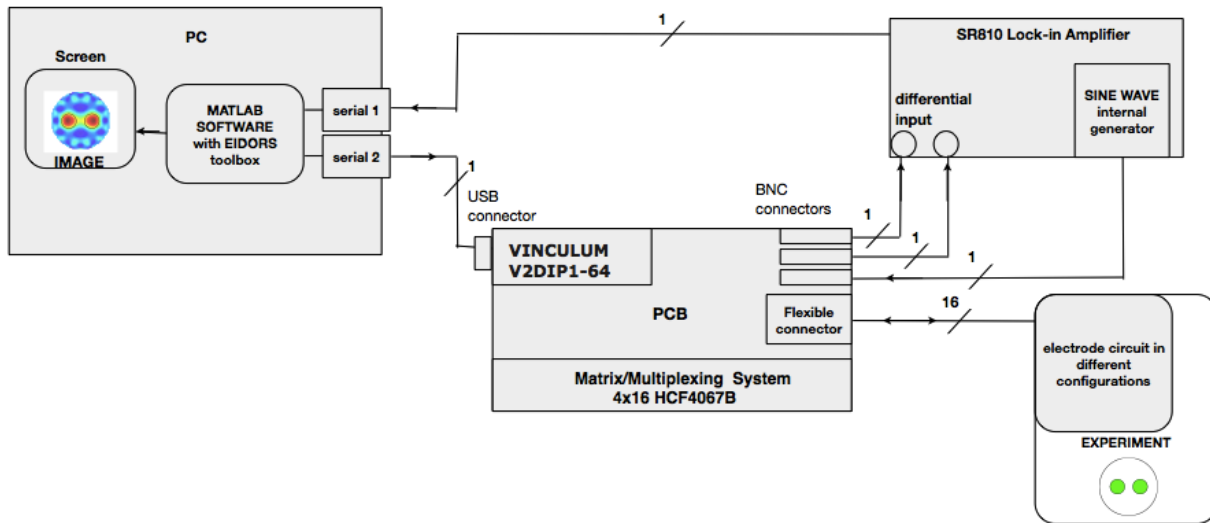 PC
Screen
IMAGE
MATLAB
SOFTWARE
with EIDORS
toolbox
serial 1
serial 2
1
1
USB
connector
SR810 Lock-in Amplifier
differential
input
SINE WAVE
internal
generator
BNC
connectors
1
1
1
16
VINCULUM
V2DIP1-64
PCB
Flexible
connector
Matrix/Multiplexing System
4x16 HCF4067B
electrode circuit in
different
configurations
EXPERIMENT